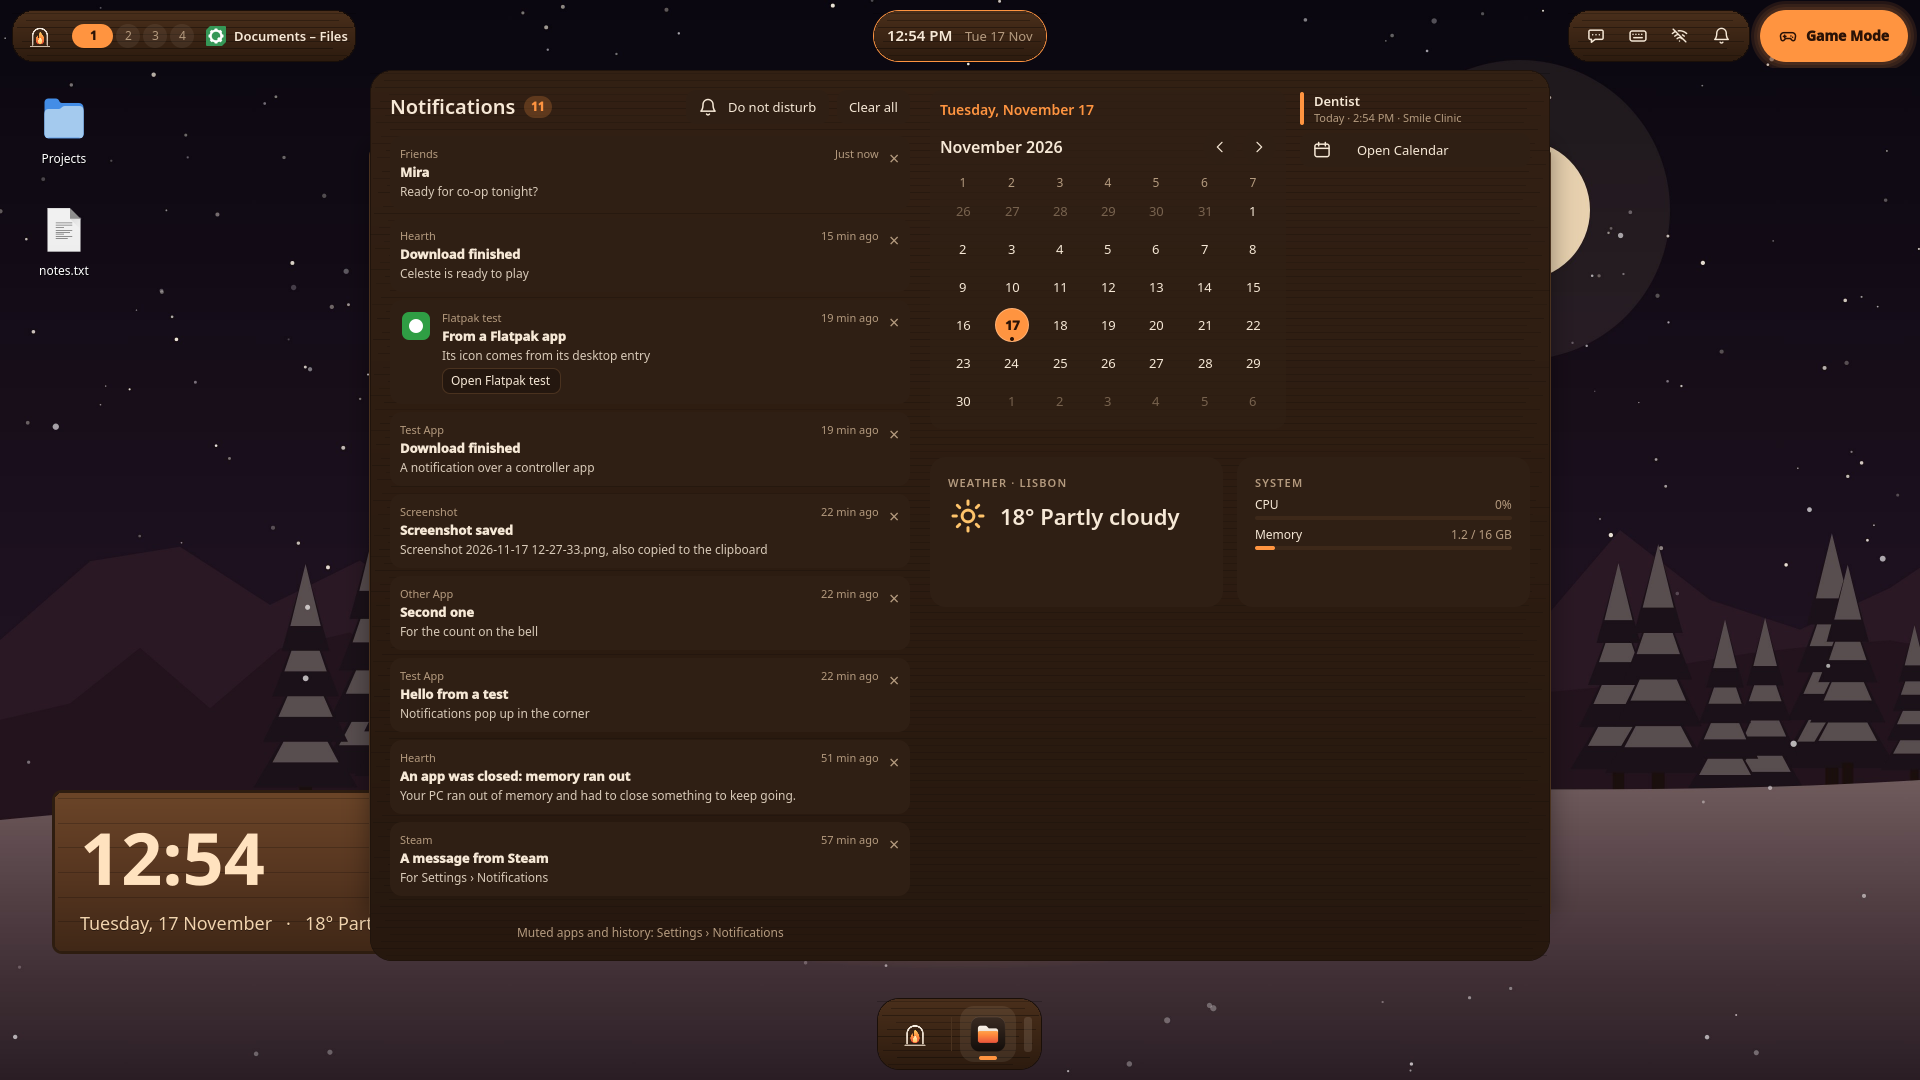 1 2 3 4 Documents – Files
12:54 PM Tue 17 Nov
Game Mode
Projects
notes.txt
Notifications 11
Do not disturb
Clear all
Friends Just now
Mira
Ready for co-op tonight?
Hearth 15 min ago
Download finished
Celeste is ready to play
Flatpak test 19 min ago
From a Flatpak app
Its icon comes from its desktop entry
Open Flatpak test
Test App 19 min ago
Download finished
A notification over a controller app
Screenshot 22 min ago
Screenshot saved
Screenshot 2026-11-17 12-27-33.png, also copied to the clipboard
Other App 22 min ago
Second one
For the count on the bell
Test App 22 min ago
Hello from a test
Notifications pop up in the corner
Hearth 51 min ago
An app was closed: memory ran out
Your PC ran out of memory and had to close something to keep going.
Steam 57 min ago
A message from Steam
For Settings › Notifications
Muted apps and history: Settings › Notifications
Tuesday, November 17
November 2026
1 2 3 4 5 6 7
26 27 28 29 30 31 1
2 3 4 5 6 7 8
9 10 11 12 13 14 15
16 17 18 19 20 21 22
23 24 25 26 27 28 29
30 1 2 3 4 5 6
Dentist
Today · 2:54 PM · Smile Clinic
Open Calendar
WEATHER · LISBON
18° Partly cloudy
SYSTEM
CPU 0%
Memory 1.2 / 16 GB
12:54
Tuesday, 17 November · 18° Part